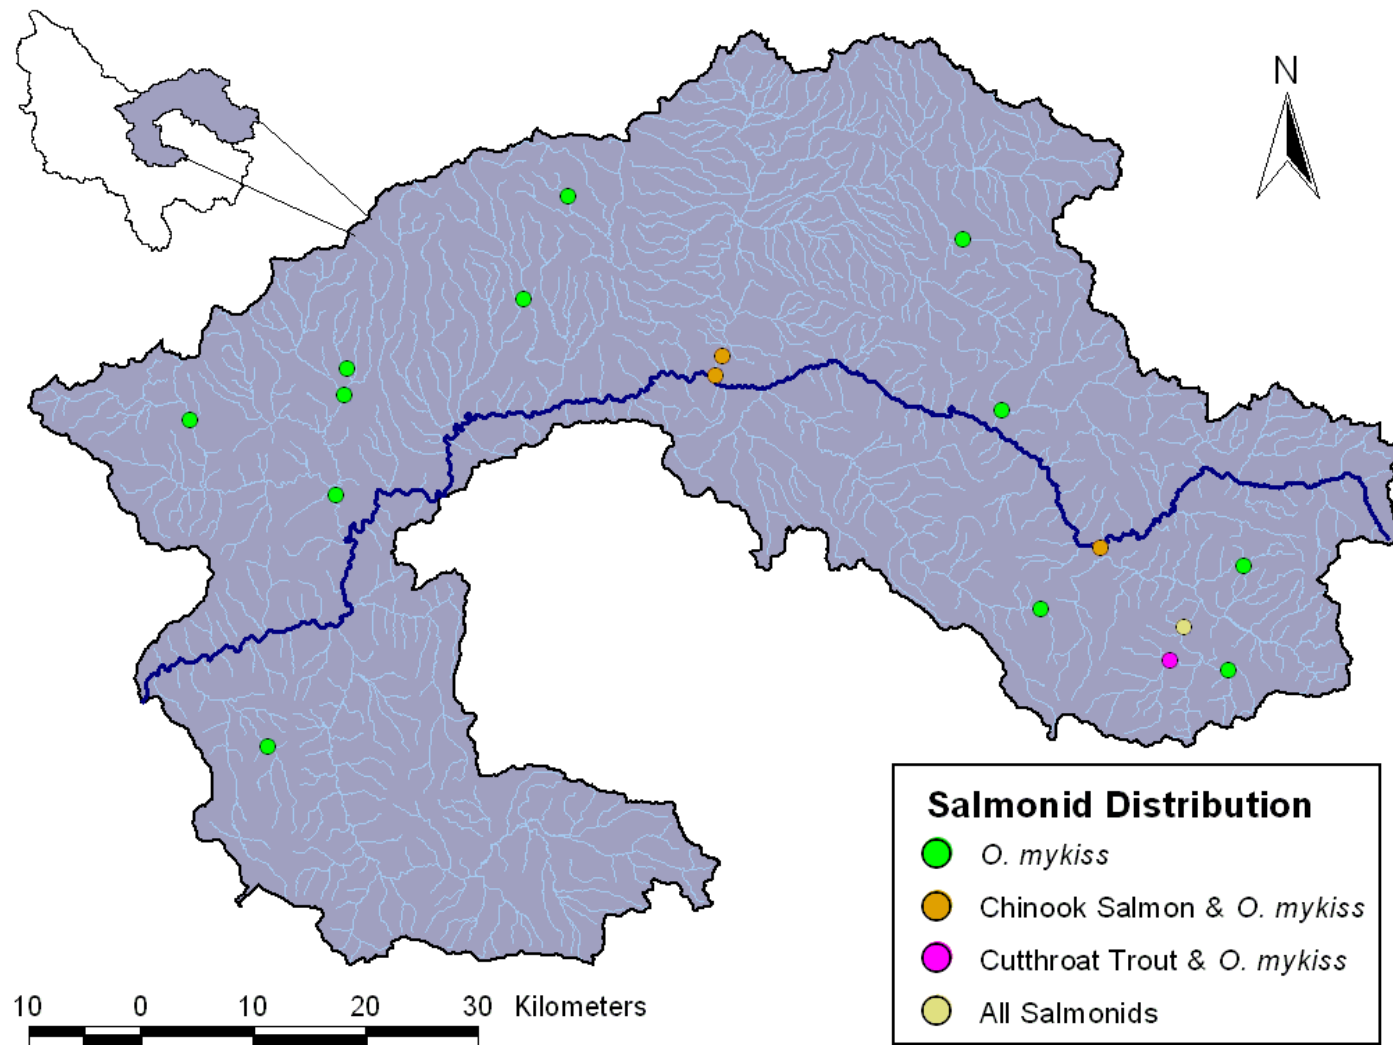 N
Salmonid Distribution
O. mykiss
Chinook Salmon & O. mykiss
Cutthroat Trout & O. mykiss
All Salmonids
10 0 10 20 30 Kilometers